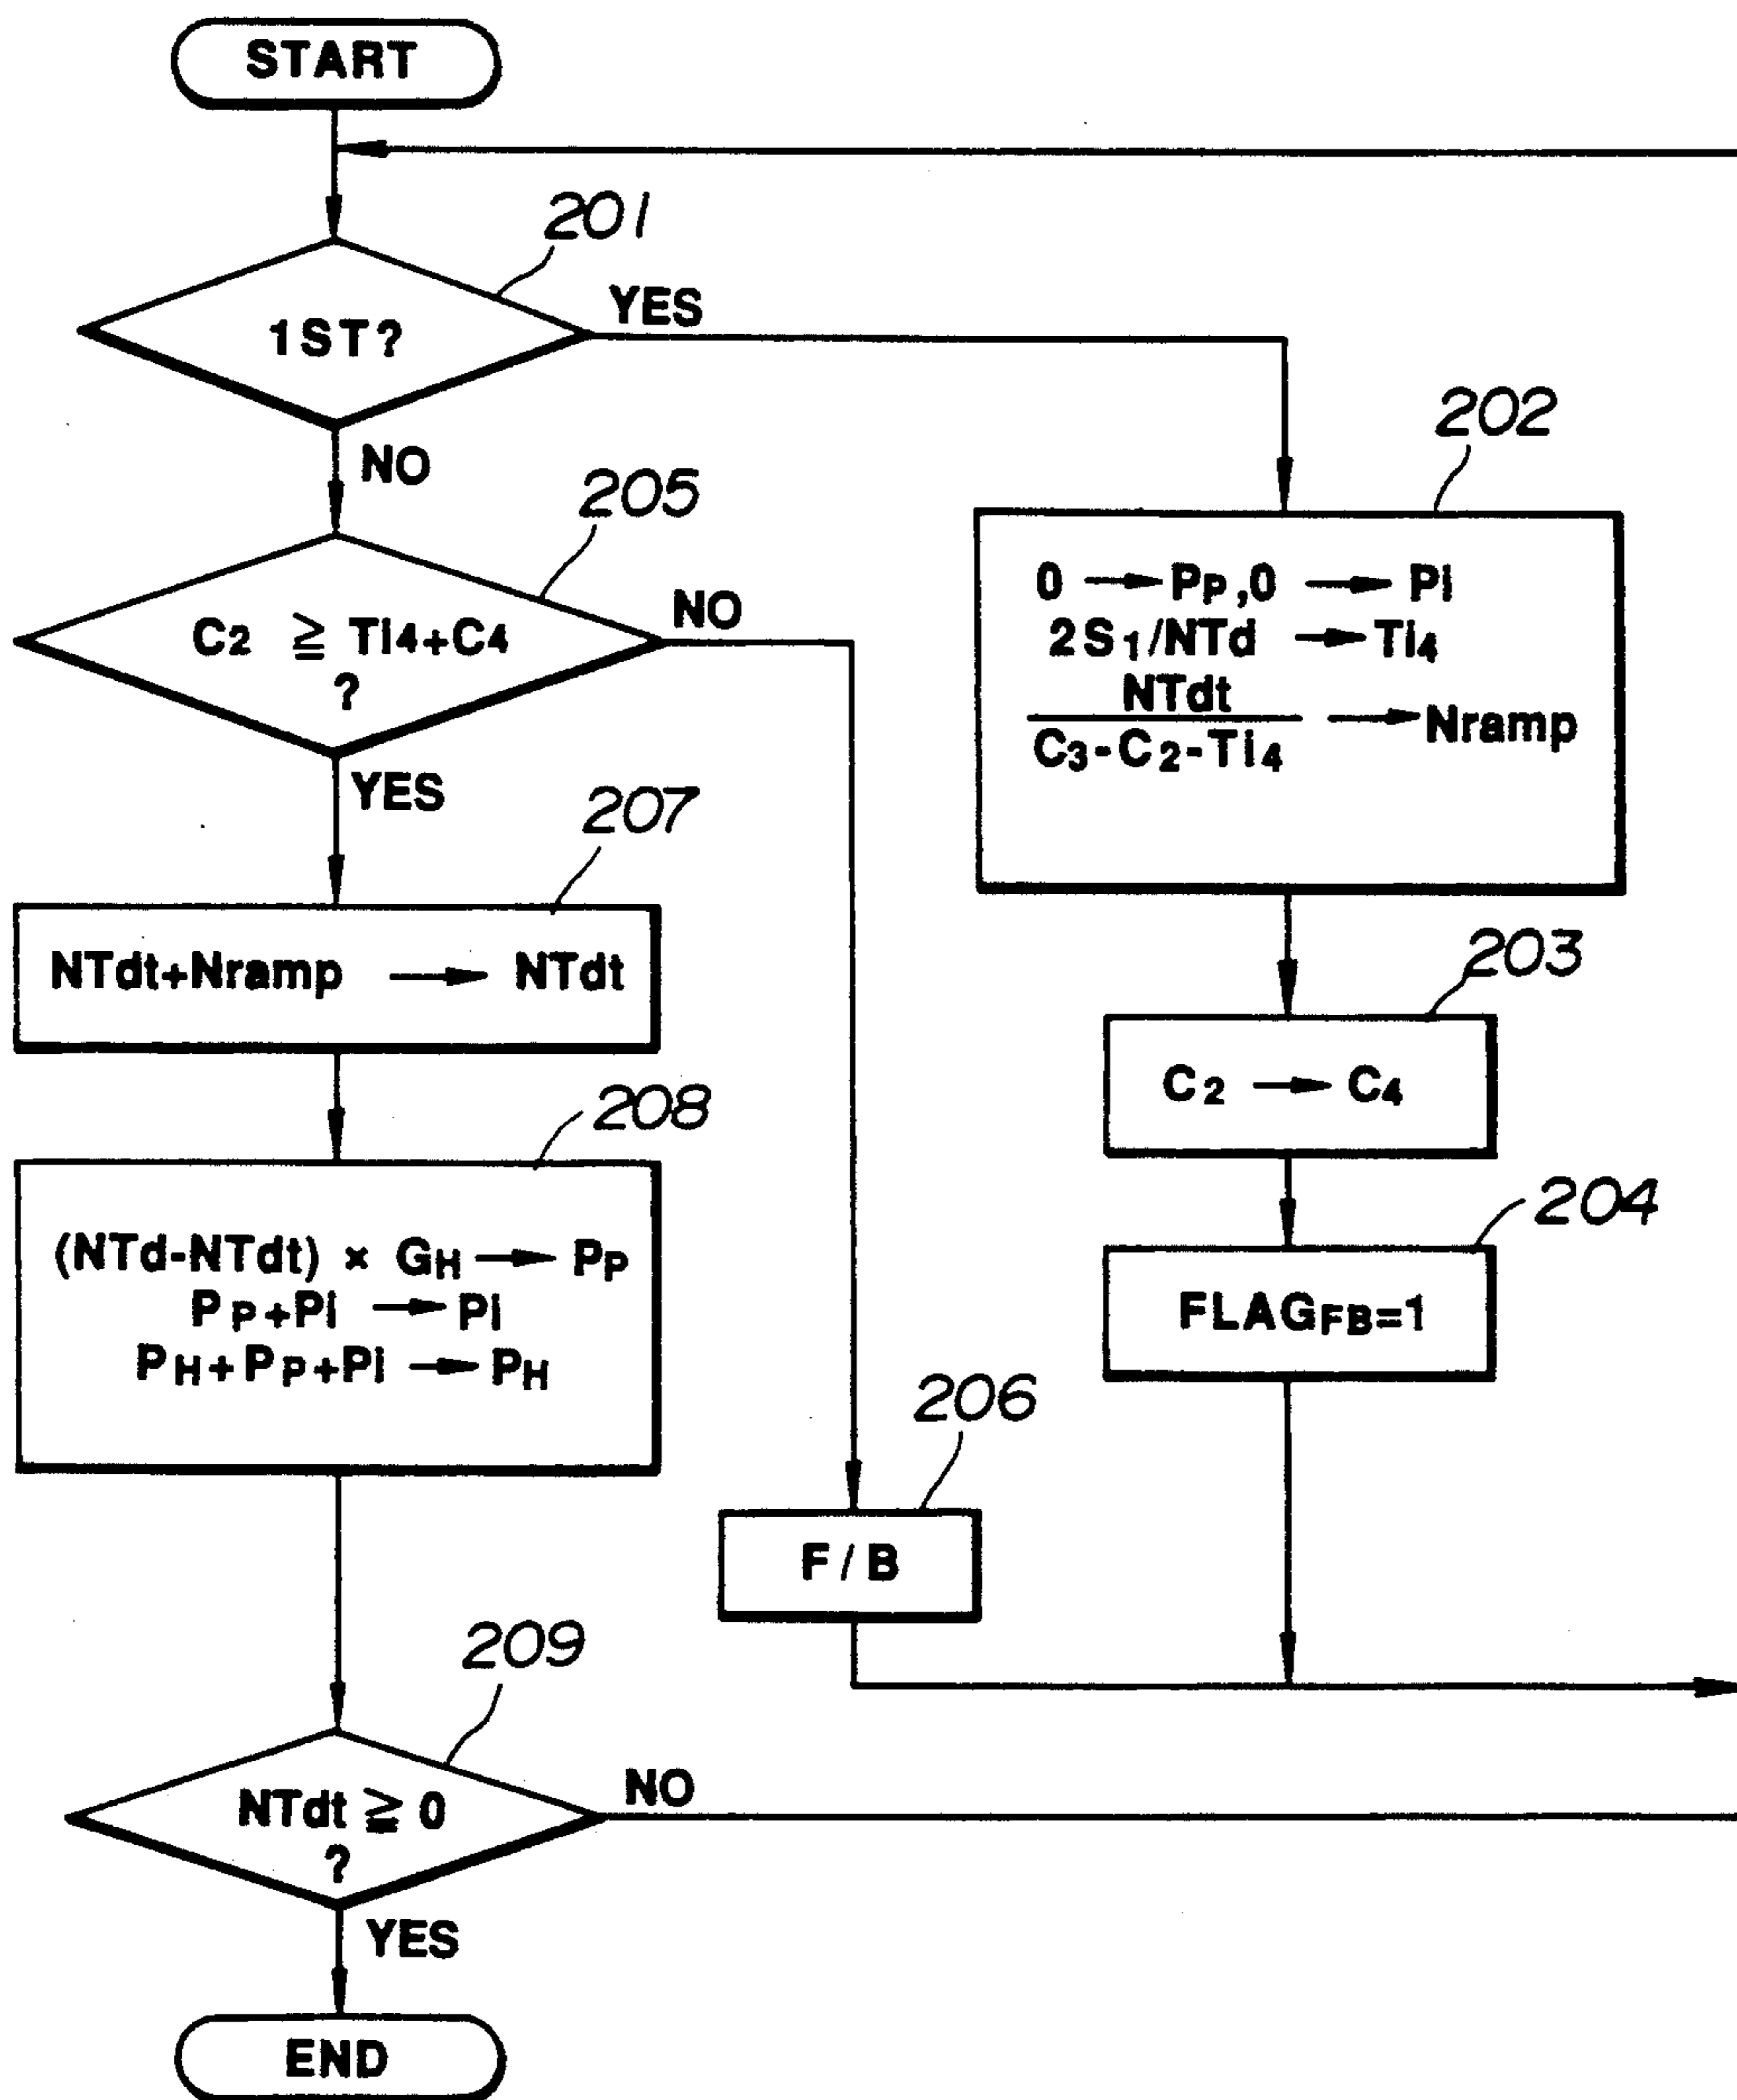 START
201
1ST?
YES
NO
202
0 → PP,0 → Pi
2S1/NTd → Ti4
NTdt
C3-C2-Ti4 → Nramp
205
C2 ≧ Ti4+C4
?
NO
YES
203
C2 → C4
207
NTdt+Nramp → NTdt
204
FLAGFB=1
208
(NTd-NTdt) × GH → PP
PP+Pi → Pi
PH+PP+Pi → PH
206
F/B
209
NTdt ≧ 0
?
NO
YES
END